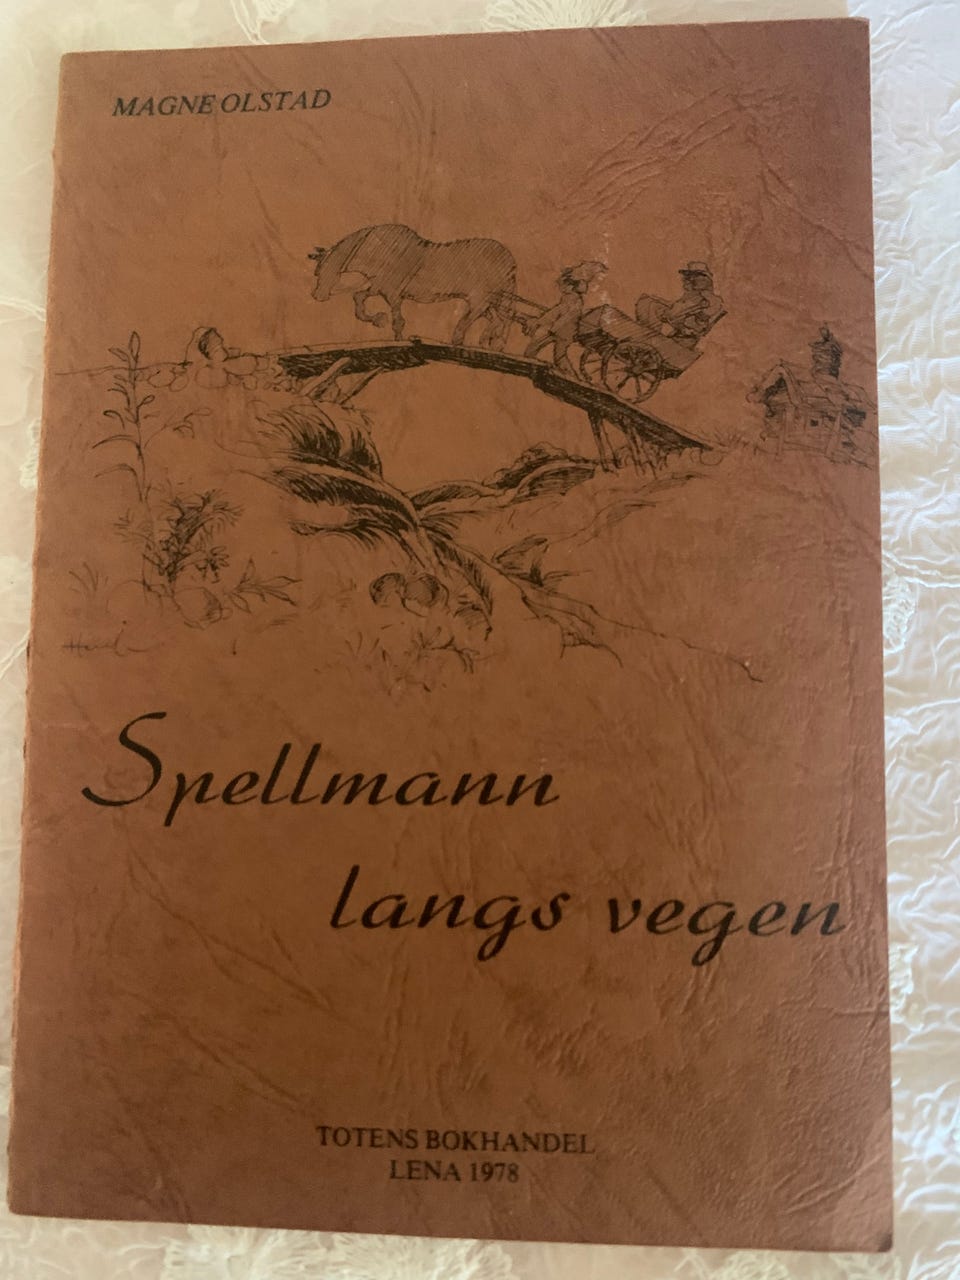 MAGNE OLSTAD
Spellmann
langs vegen
TOTENS BOKHANDEL
LENA 1978